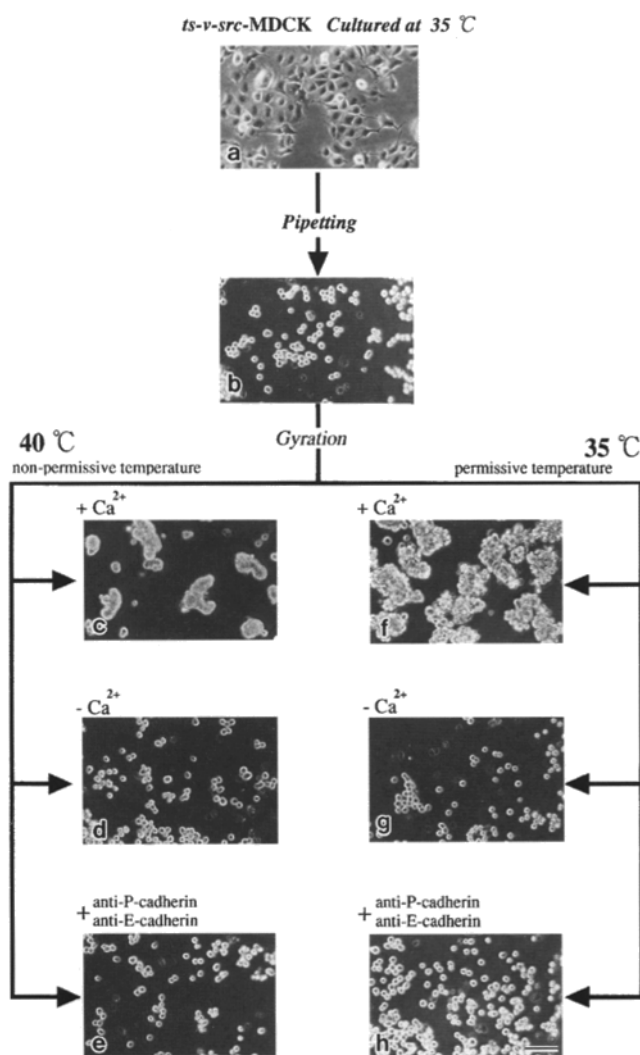 ts-v-src-MDCK Cultured at 35 ℃
a
Pipetting
b
Gyration
40 ℃
non-permissive temperature
35 ℃
permissive temperature
+ Ca2+
c
+ Ca2+
f
- Ca2+
d
- Ca2+
g
+ anti-P-cadherin
anti-E-cadherin
e
+ anti-P-cadherin
anti-E-cadherin
h